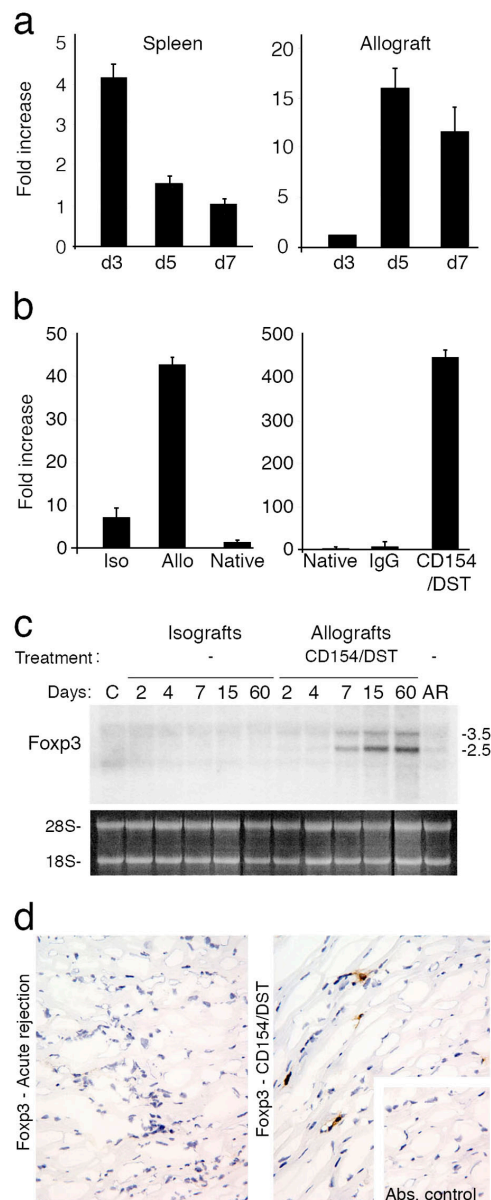 a
Spleen
Allograft
Fold increase
5
4
3
2
1
0
d3 d5 d7
20
15
10
5
0
d3 d5 d7
b
Fold increase
50
40
30
20
10
0
Iso Allo Native
500
400
300
200
100
0
Native IgG CD154
/DST
c
Isografts Allografts
Treatment: - CD154/DST -
Days: C 2 4 7 15 60 2 4 7 15 60 AR
Foxp3
-3.5
-2.5
28S-
18S-
d
Foxp3 - Acute rejection
Foxp3 - CD154/DST
Abs. control